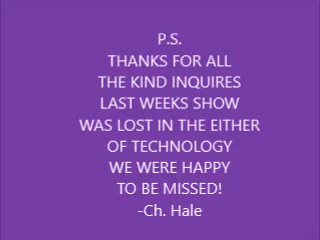 P.S.
THANKS FOR ALL
THE KIND INQUIRES
LAST WEEKS SHOW
WAS LOST IN THE EITHER
OF TECHNOLOGY
WE WERE HAPPY
TO BE MISSED!
-Ch. Hale